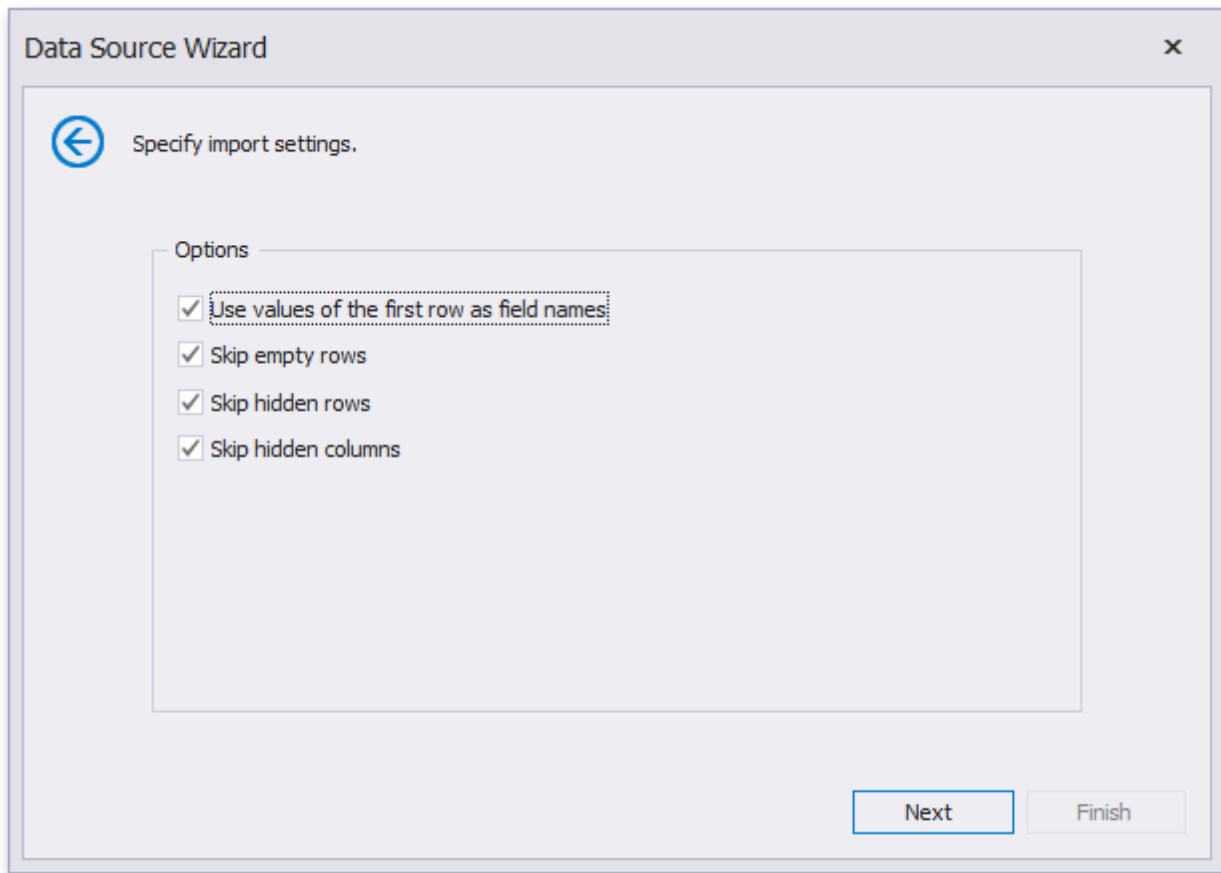 Data Source Wizard
Specify import settings.
Options
Use values of the first row as field names
Skip empty rows
Skip hidden rows
Skip hidden columns
Next Finish